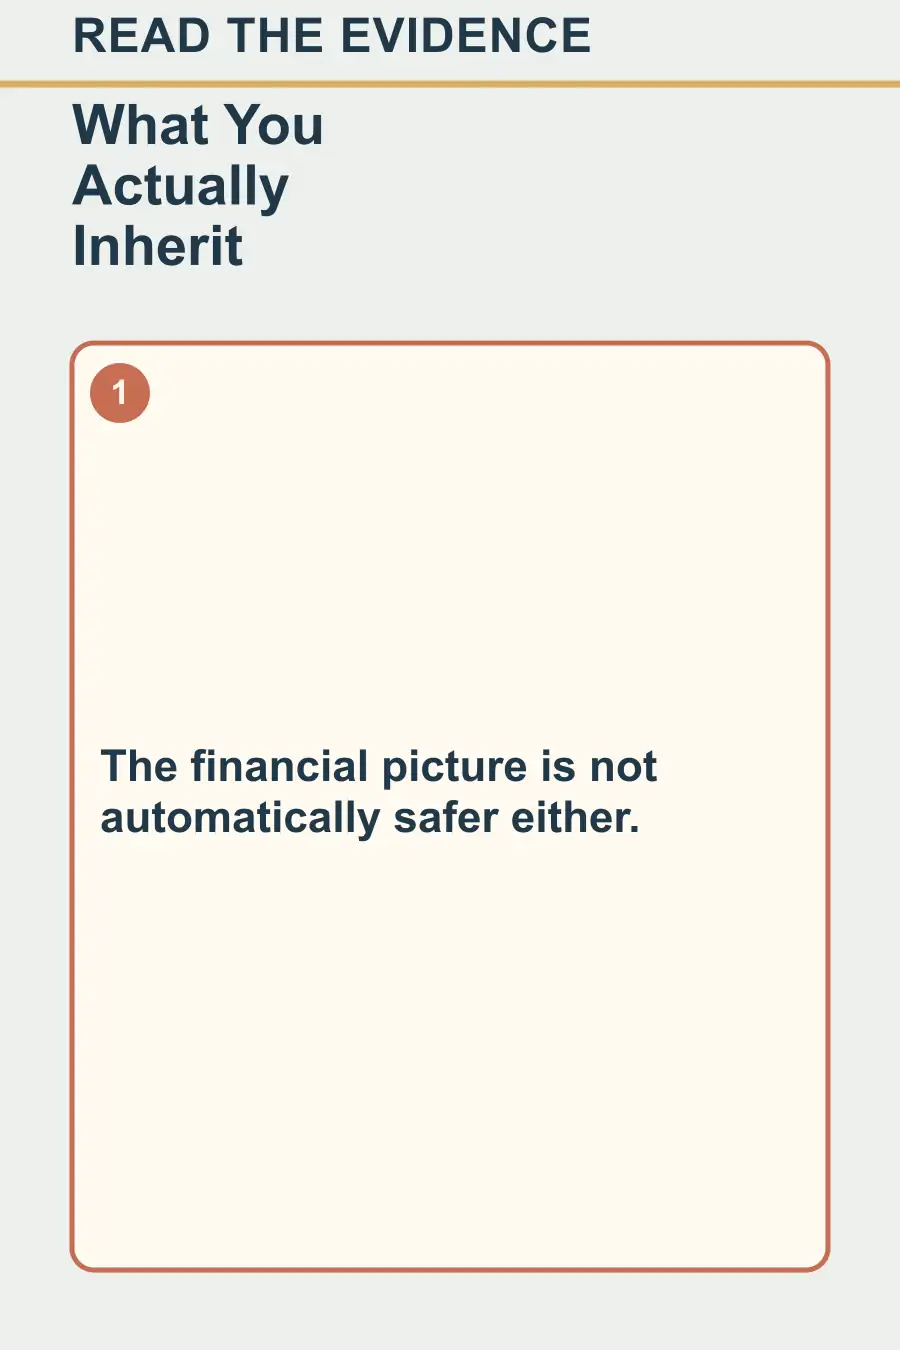 READ THE EVIDENCE
What You
Actually
Inherit
1
The financial picture is not
automatically safer either.